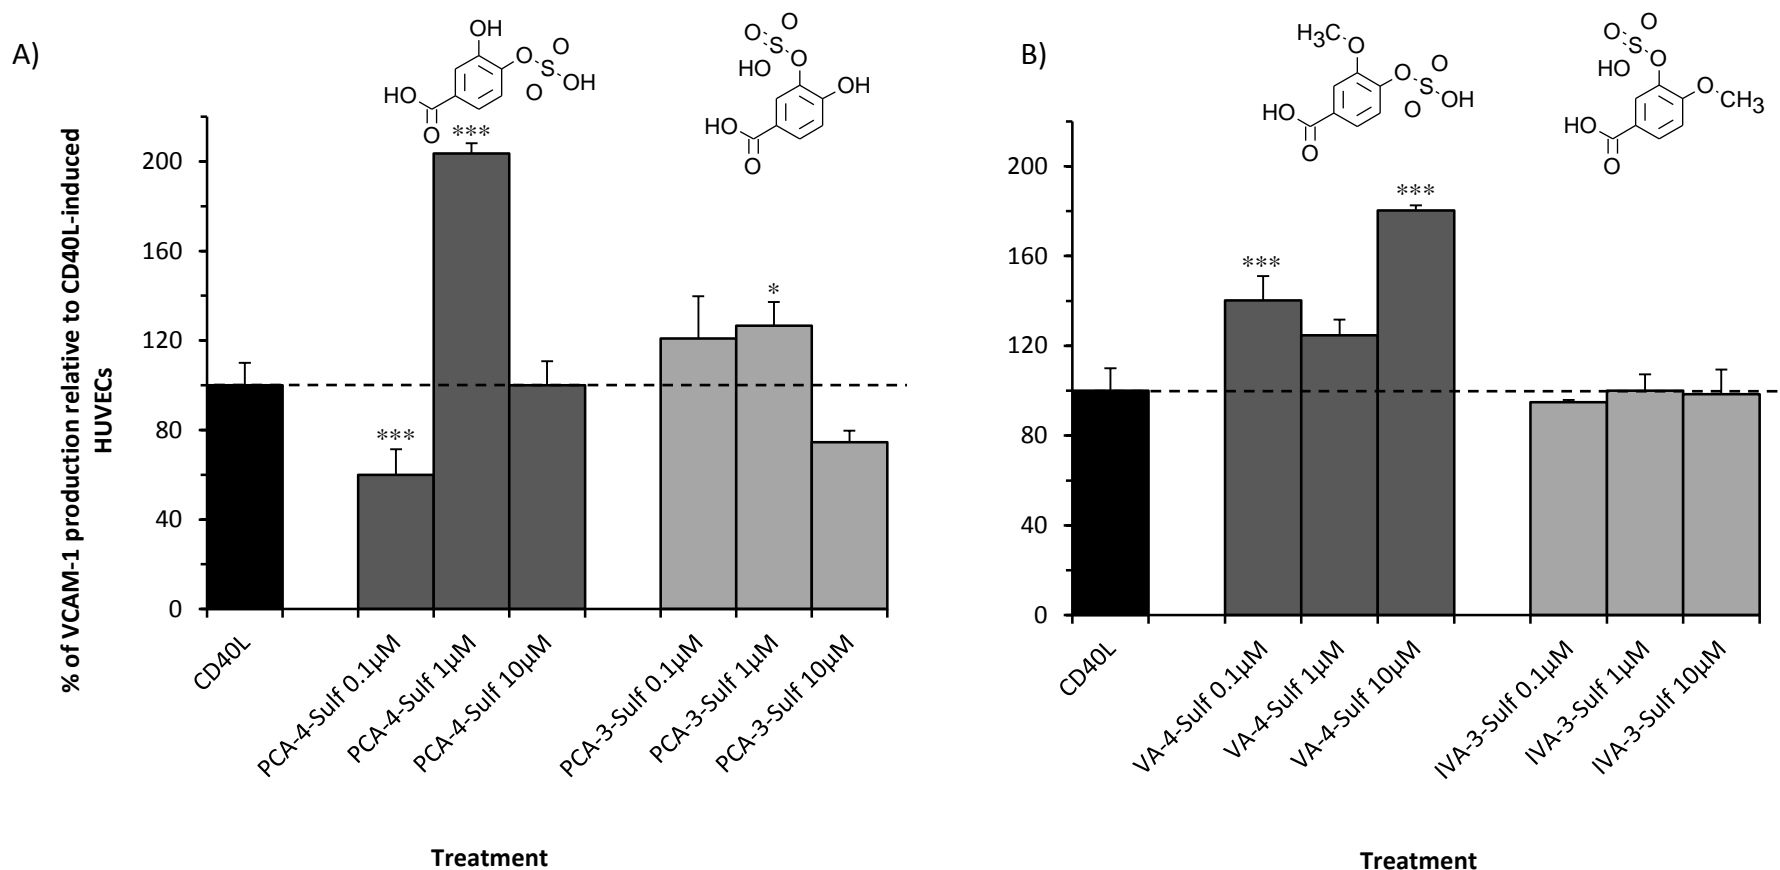 A)
OH
O
O
S
OH
O
HO
O
***
O
O
S
HO
O
OH
HO
O
B)
H3C
O
O
O
S
OH
O
HO
O
O
O
S
HO
O
O
CH3
HO
O
% of VCAM-1 production relative to CD40L-induced
HUVECs
200
160
120
80
40
0
***
*
CD40L
PCA-4-Sulf 0.1µM
PCA-4-Sulf 1µM
PCA-4-Sulf 10µM
PCA-3-Sulf 0.1µM
PCA-3-Sulf 1µM
PCA-3-Sulf 10µM
Treatment
200
160
120
80
40
0
***
***
CD40L
VA-4-Sulf 0.1µM
VA-4-Sulf 1µM
VA-4-Sulf 10µM
IVA-3-Sulf 0.1µM
IVA-3-Sulf 1µM
IVA-3-Sulf 10µM
Treatment